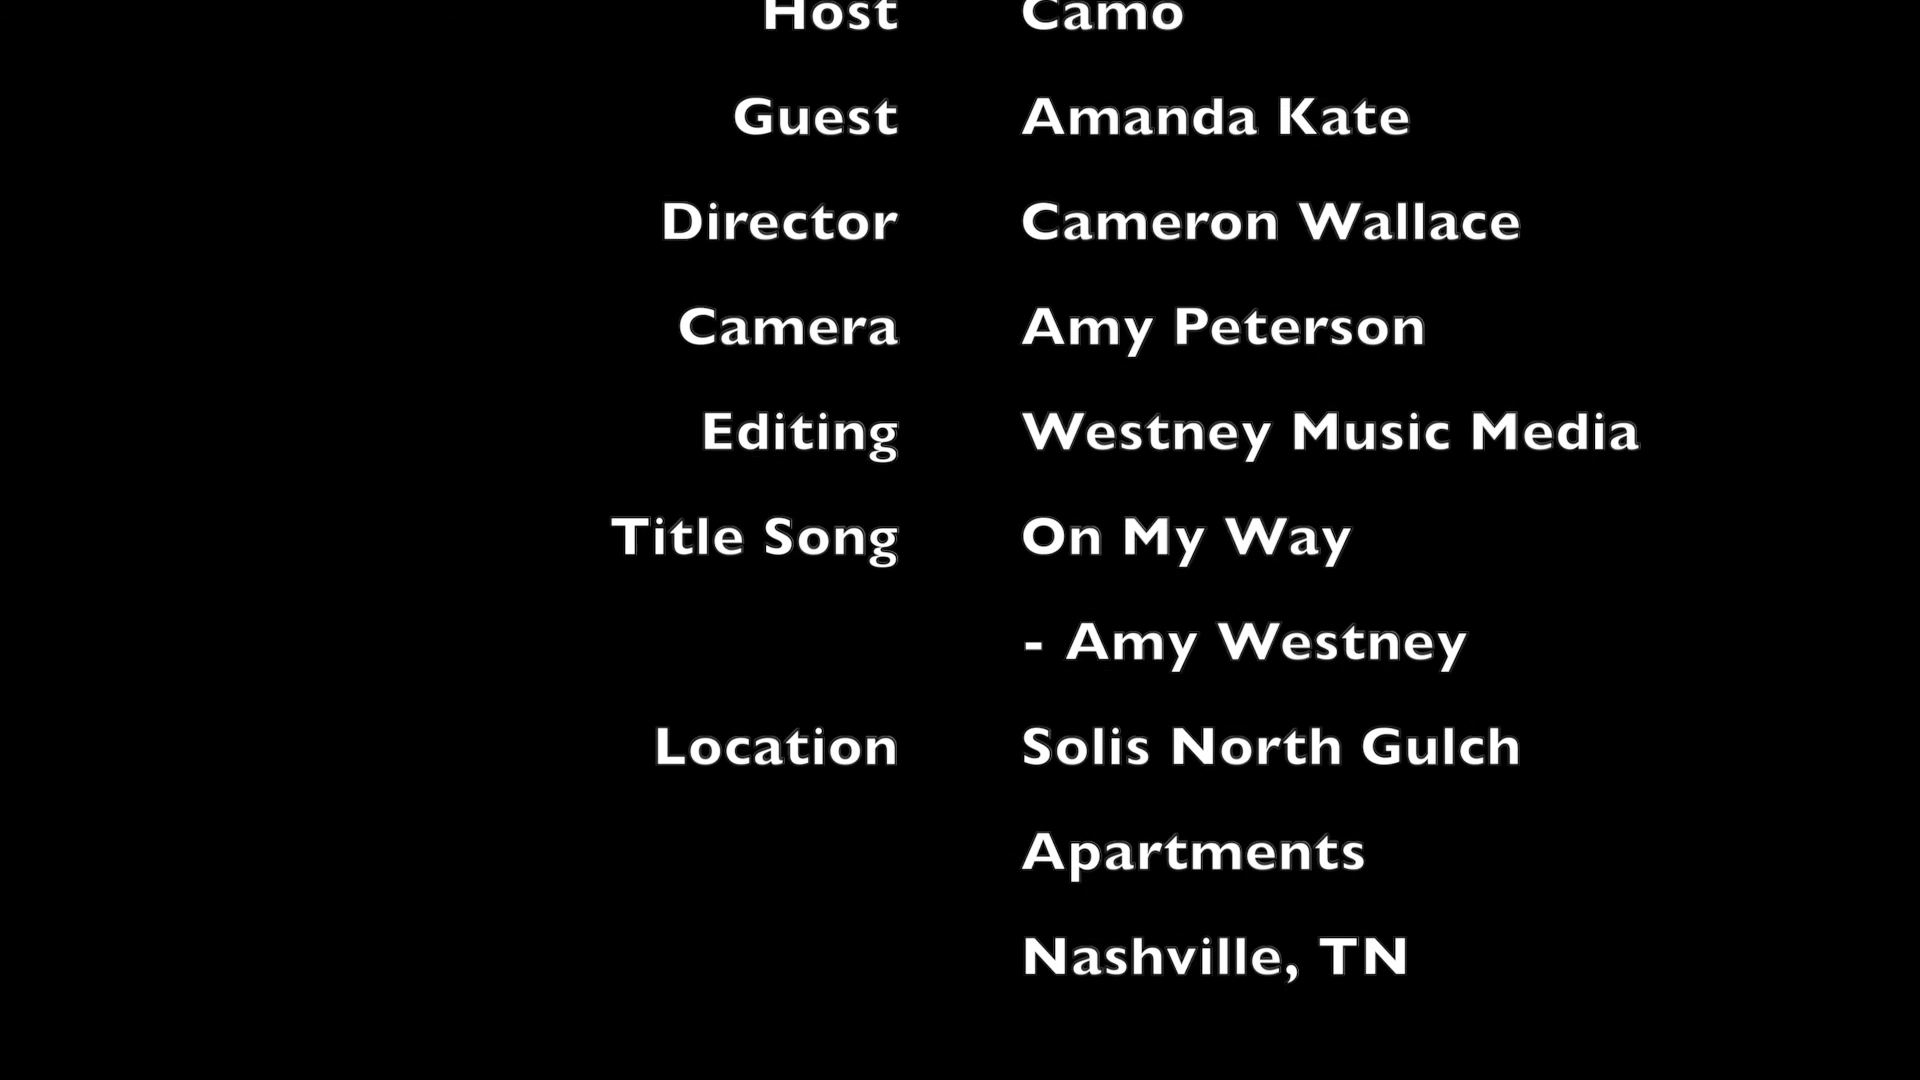 Host Camo
Guest Amanda Kate
Director Cameron Wallace
Camera Amy Peterson
Editing Westney Music Media
Title Song On My Way
- Amy Westney
Location Solis North Gulch
Apartments
Nashville, TN